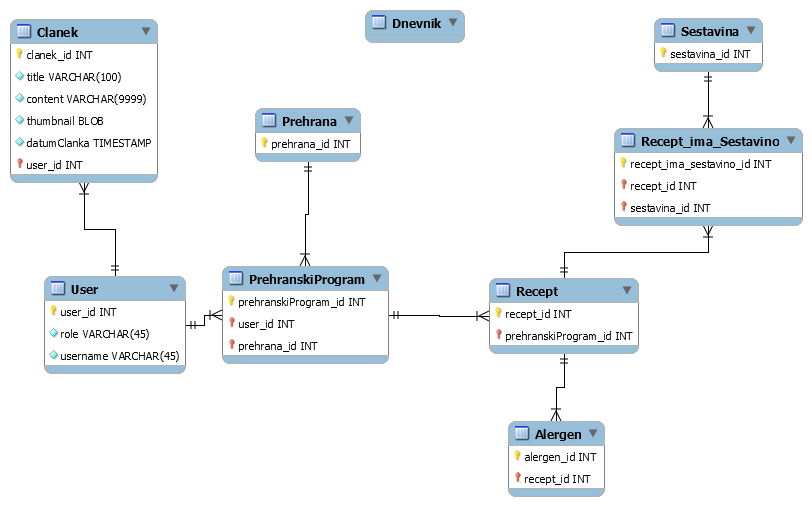 Clanek
clanek_id INT
title VARCHAR(100)
content VARCHAR(9999)
thumbnail BLOB
datumClanka TIMESTAMP
user_id INT
Dnevnik
Sestavina
sestavina_id INT
Prehrana
prehrana_id INT
Recept_ima_Sestavino
recept_ima_sestavino_id INT
recept_id INT
sestavina_id INT
User
user_id INT
role VARCHAR(45)
username VARCHAR(45)
PrehranskiProgram
prehranskiProgram_id INT
user_id INT
prehrana_id INT
Recept
recept_id INT
prehranskiProgram_id INT
Alergen
alergen_id INT
recept_id INT